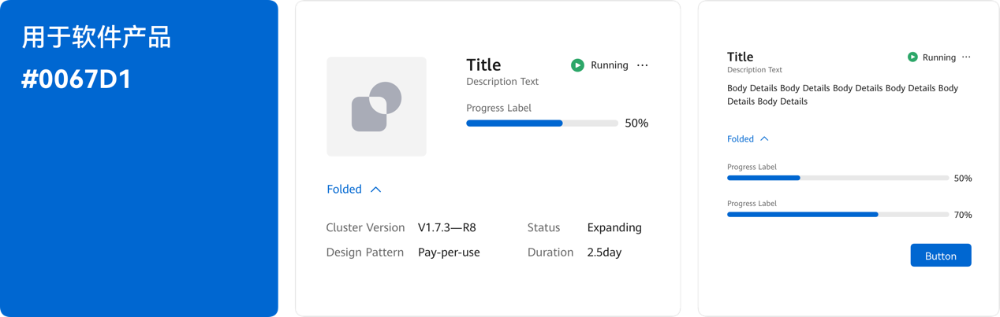 用于软件产品
#0067D1
Title
Running ···
Description Text
Progress Label
50%
Folded
Cluster Version V1.7.3—R8 Status Expanding
Design Pattern Pay-per-use Duration 2.5day
Title
Running ···
Description Text
Body Details Body Details Body Details Body Details Body
Details Body Details
Folded
Progress Label
50%
Progress Label
70%
Button